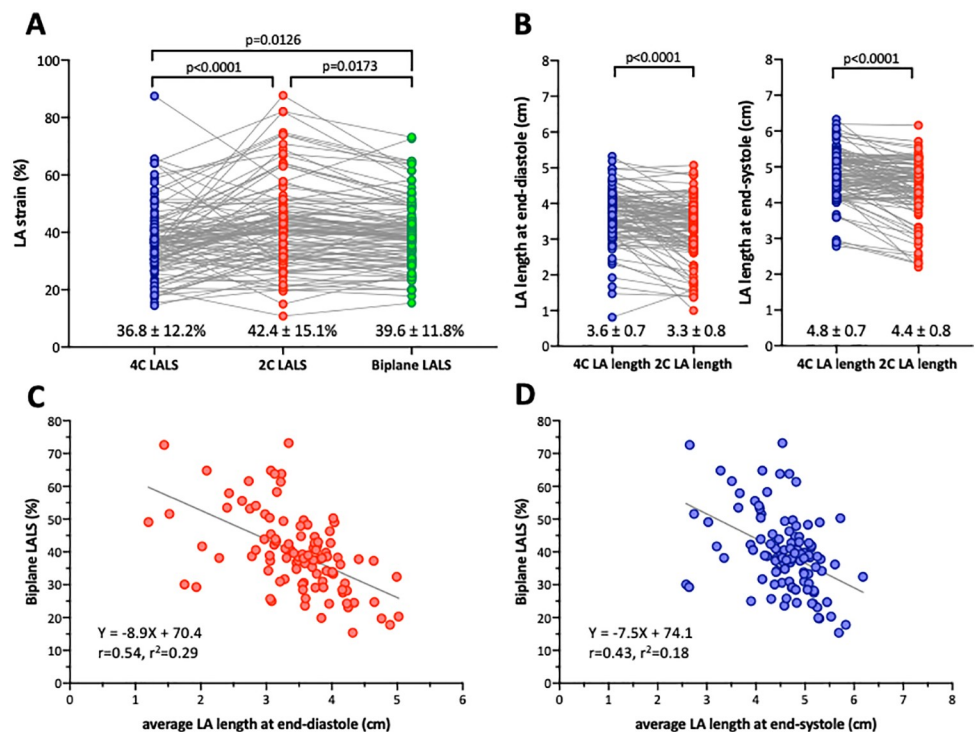 A
p=0.0126
p<0.0001
p=0.0173
100
80
60
40
20
0
LA strain (%)
36.8 ± 12.2%
42.4 ± 15.1%
39.6 ± 11.8%
4C LALS
2C LALS
Biplane LALS
B
p<0.0001
8
7
6
5
4
3
2
1
0
LA length at end-diastole (cm)
3.6 ± 0.7
3.3 ± 0.8
4C LA length
2C LA length
p<0.0001
8
7
6
5
4
3
2
1
0
LA length at end-systole (cm)
4.8 ± 0.7
4.4 ± 0.8
4C LA length
2C LA length
C
80
70
60
50
40
30
20
10
0
Biplane LALS (%)
Y = -8.9X + 70.4
r=0.54, r²=0.29
0 1 2 3 4 5 6
average LA length at end-diastole (cm)
D
80
70
60
50
40
30
20
10
0
Biplane LALS (%)
Y = -7.5X + 74.1
r=0.43, r²=0.18
0 1 2 3 4 5 6 7 8
average LA length at end-systole (cm)